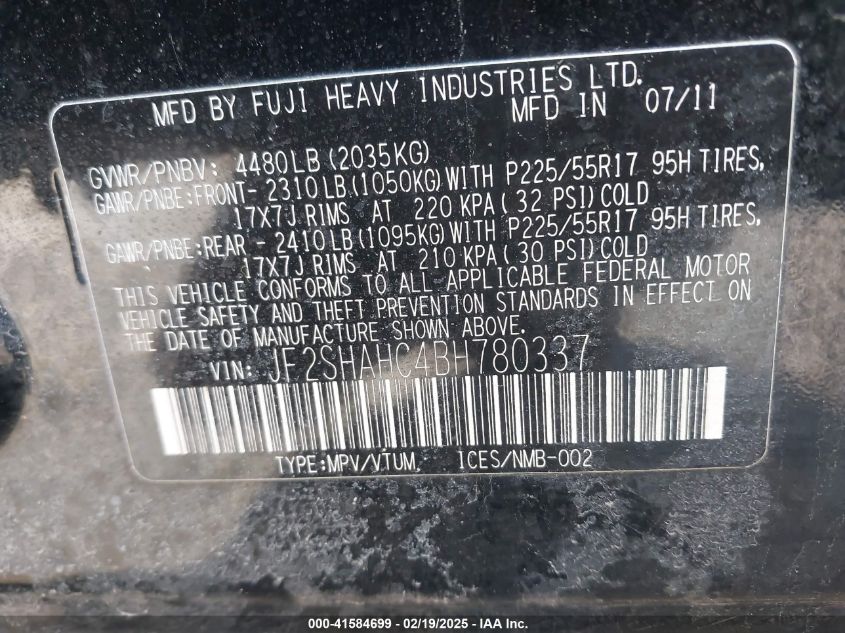 MFD BY FUJI HEAVY INDUSTRIES LTD.
MFD IN 07/11
GVWR/PNBV: 4480LB(2035KG)
GAWR/PNBE:FRONT- 2310LB(1050KG)WITH P225/55R17 95H TIRES,
17X7J RIMS AT 220 KPA(32 PSI)COLD
GAWR/PNBE:REAR - 2410LB(1095KG)WITH P225/55R17 95H TIRES,
17X7J RIMS AT 210 KPA(30 PSI)COLD
THIS VEHICLE CONFORMS TO ALL APPLICABLE FEDERAL MOTOR
VEHICLE SAFETY AND THEFT PREVENTION STANDARDS IN EFFECT ON
THE DATE OF MANUFACTURE SHOWN ABOVE.
VIN: JF2SHAHC4BH780337
TYPE:MPV/VTUM, ICES/NMB-002
000-41584699 - 02/19/2025 - IAA Inc.